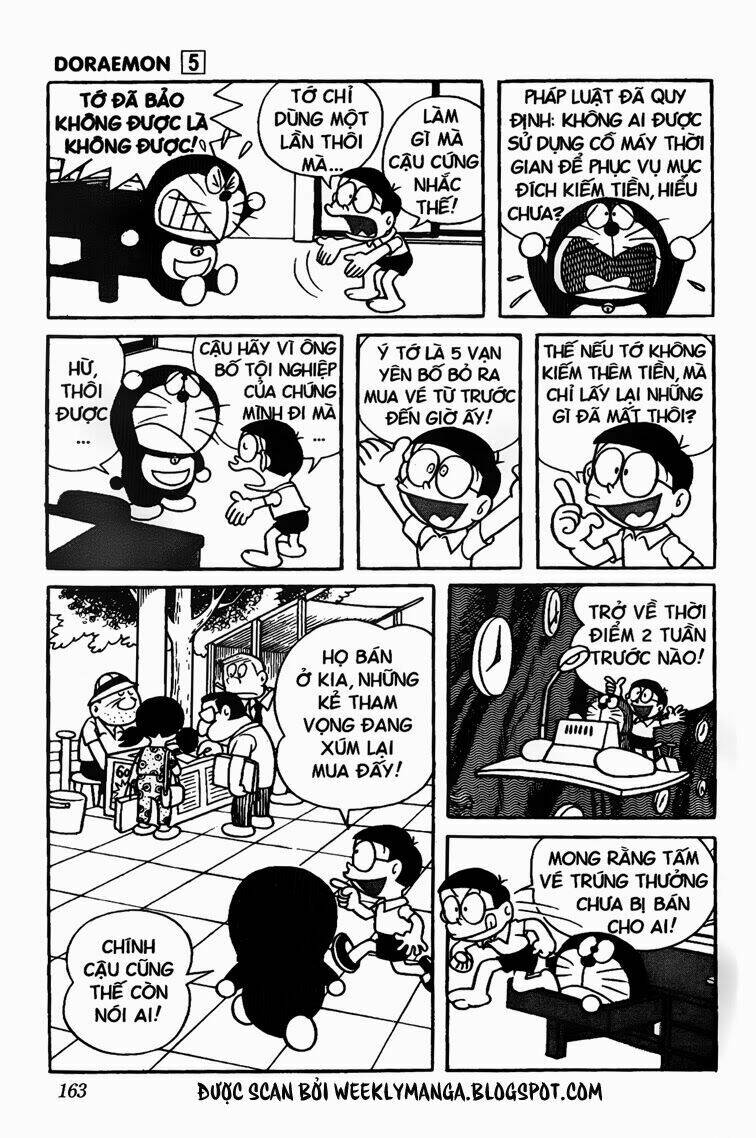 DORAEMON 5
PHÁP LUẬT ĐÃ QUY
ĐỊNH: KHÔNG AI ĐƯỢC
SỬ DỤNG CỖ MÁY THỜI
GIAN ĐỂ PHỤC VỤ MỤC
ĐÍCH KIẾM TIỀN, HIỂU
CHƯA?
LÀM
GÌ MÀ
CẬU CỨNG
NHẮC
THẾ!
TỚ CHỈ
DÙNG MỘT
LẦN THÔI
MÀ...
TỚ ĐÃ BẢO
KHÔNG ĐƯỢC LÀ
KHÔNG ĐƯỢC!
THẾ NẾU TỚ KHÔNG
KIẾM THÊM TIỀN, MÀ
CHỈ LẤY LẠI NHỮNG
GÌ ĐÃ MẤT THÔI?
Ý TỚ LÀ 5 VẠN
YÊN BỐ BỎ RA
MUA VÉ TỪ TRƯỚC
ĐẾN GIỜ ẤY!
CẬU HÃY VÌ ÔNG
BỐ TỘI NGHIỆP
CỦA CHÚNG
MÌNH ĐI MÀ
...
HỪ,
THÔI
ĐƯỢC
...
TRỞ VỀ THỜI
ĐIỂM 2 TUẦN
TRƯỚC NÀO!
MONG RẰNG TẤM
VÉ TRÚNG THƯỞNG
CHƯA BỊ BÁN
CHO AI!
HỌ BÁN
Ở KIA, NHỮNG
KẺ THAM
VỌNG ĐANG
XÚM LẠI
MUA ĐẤY!
CHÍNH
CẬU CŨNG
THẾ CÒN
NÓI AI!
163
ĐƯỢC SCAN BỞI WEEKLYMANGA.BLOGSPOT.COM